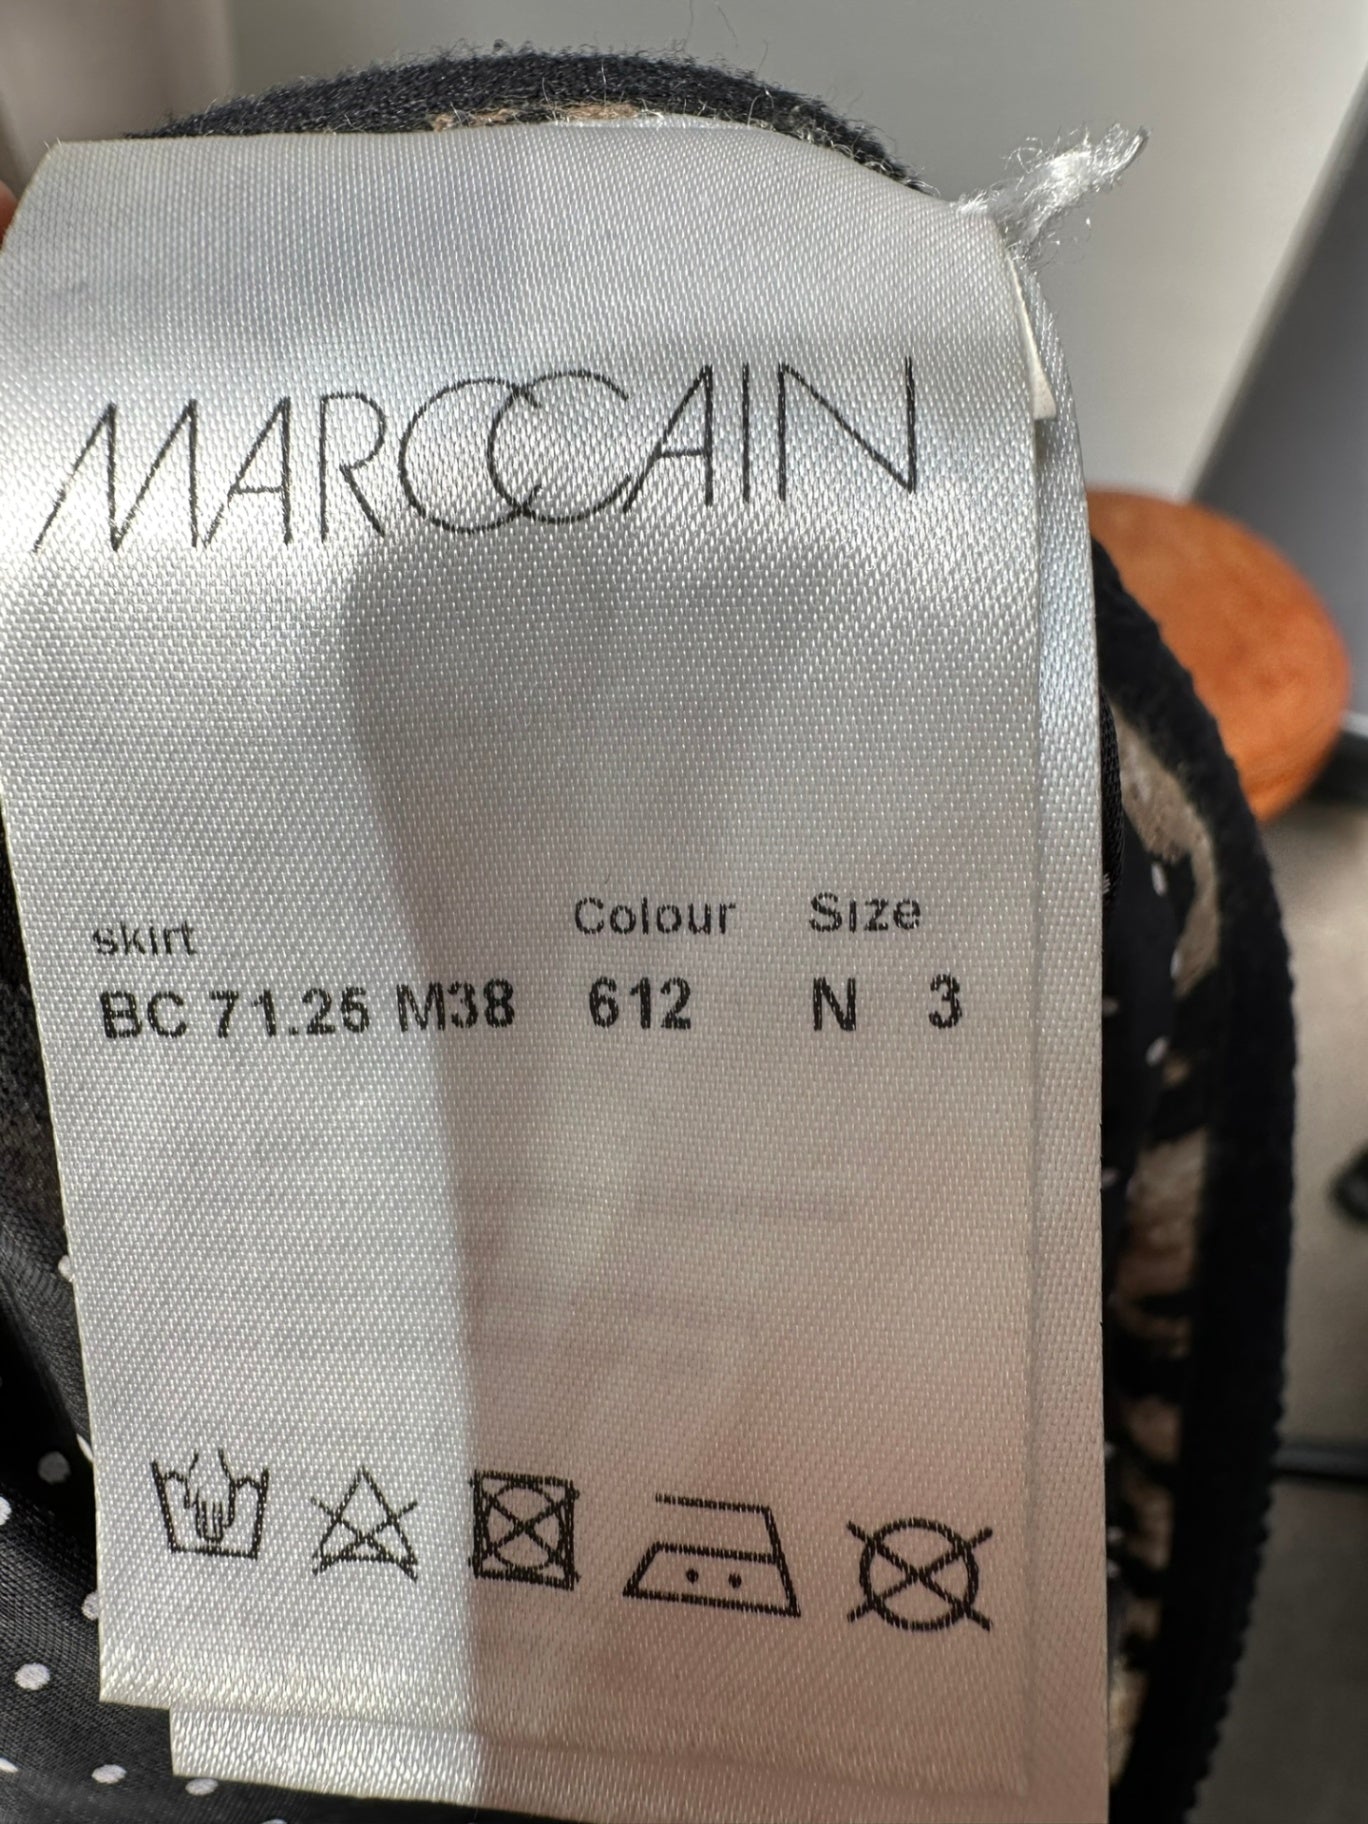 MARCCAIN
skirt Colour Size
BC 71.25 M38 612 N 3